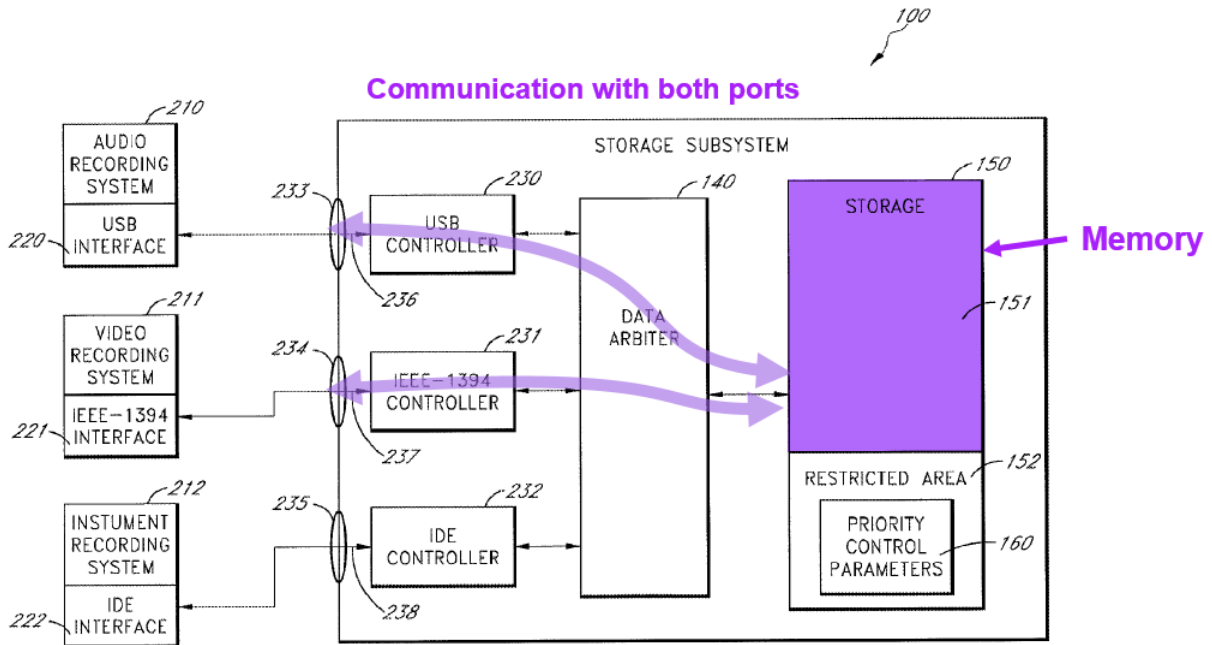 100
Communication with both ports
210
AUDIO
RECORDING
SYSTEM
USB
INTERFACE
220
STORAGE SUBSYSTEM
233
230
USB
CONTROLLER
236
140
DATA
ARBITER
150
STORAGE
Memory
151
211
VIDEO
RECORDING
SYSTEM
IEEE-1394
INTERFACE
221
234
231
IEEE-1394
CONTROLLER
237
RESTRICTED AREA
152
PRIORITY
CONTROL
PARAMETERS
160
212
INSTUMENT
RECORDING
SYSTEM
IDE
INTERFACE
222
235
232
IDE
CONTROLLER
238